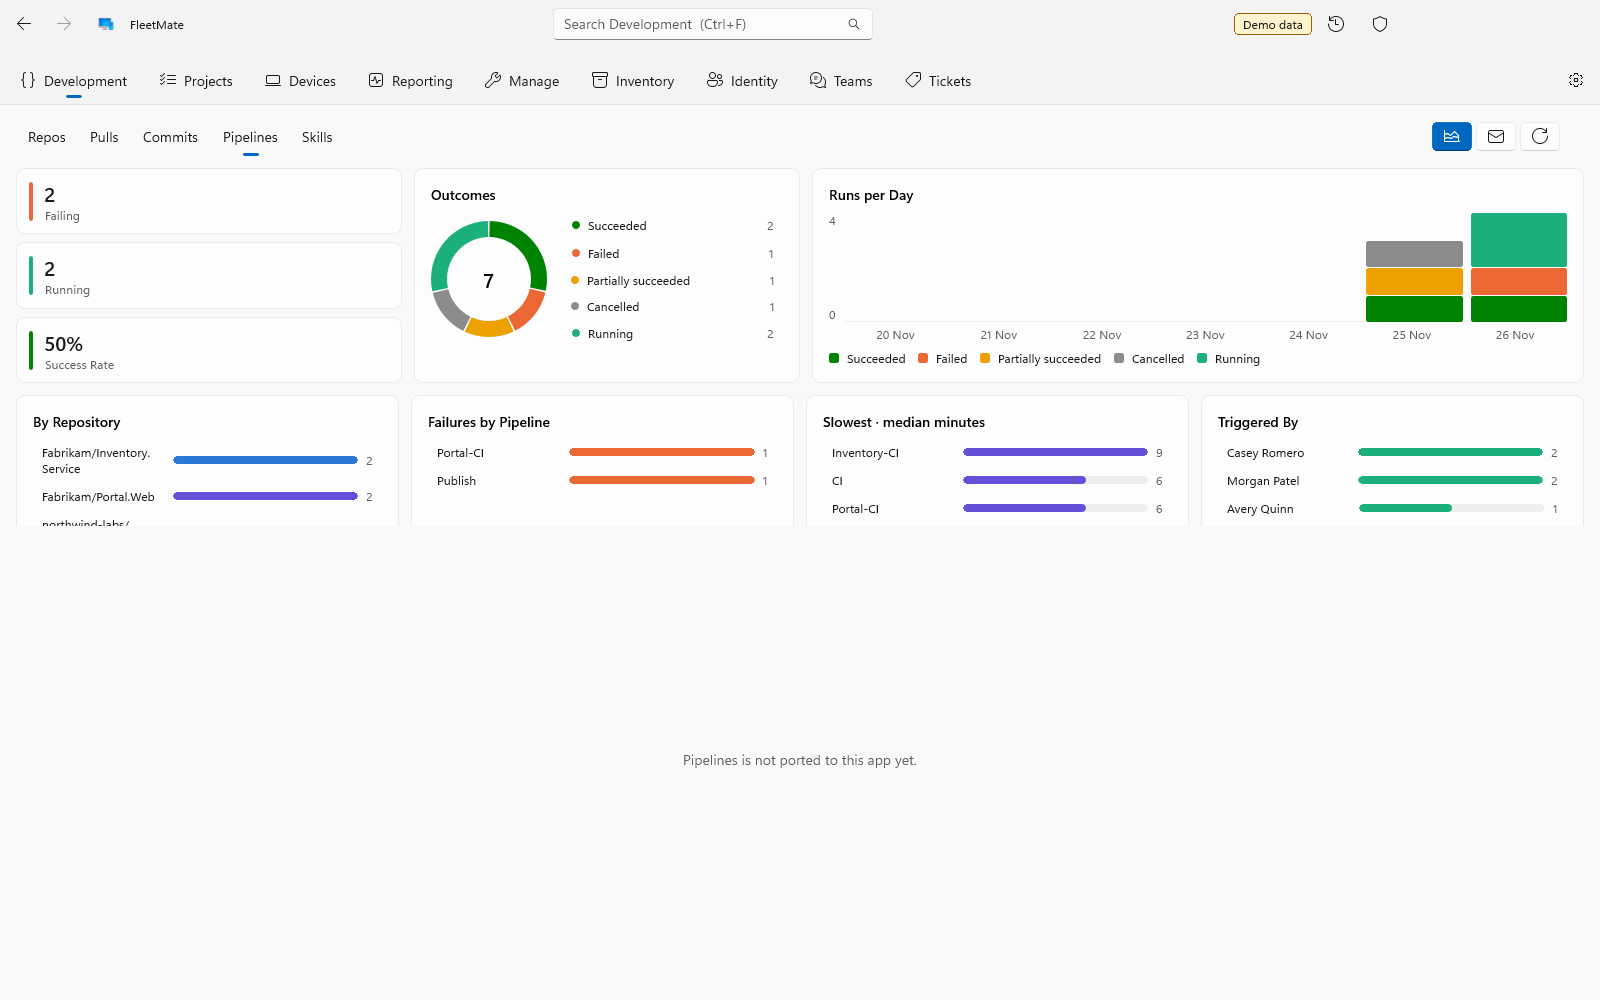 FleetMate
Search Development (Ctrl+F)
Demo data
Development
Projects
Devices
Reporting
Manage
Inventory
Identity
Teams
Tickets
Repos
Pulls
Commits
Pipelines
Skills
2
Failing
2
Running
50%
Success Rate
Outcomes
7
Succeeded 2
Failed 1
Partially succeeded 1
Cancelled 1
Running 2
Runs per Day
4
0
20 Nov
21 Nov
22 Nov
23 Nov
24 Nov
25 Nov
26 Nov
Succeeded
Failed
Partially succeeded
Cancelled
Running
By Repository
Fabrikam/Inventory.
Service
2
Fabrikam/Portal.Web 2
northwind-labs/
Failures by Pipeline
Portal-CI 1
Publish 1
Slowest · median minutes
Inventory-CI 9
CI 6
Portal-CI 6
Triggered By
Casey Romero 2
Morgan Patel 2
Avery Quinn 1
Pipelines is not ported to this app yet.